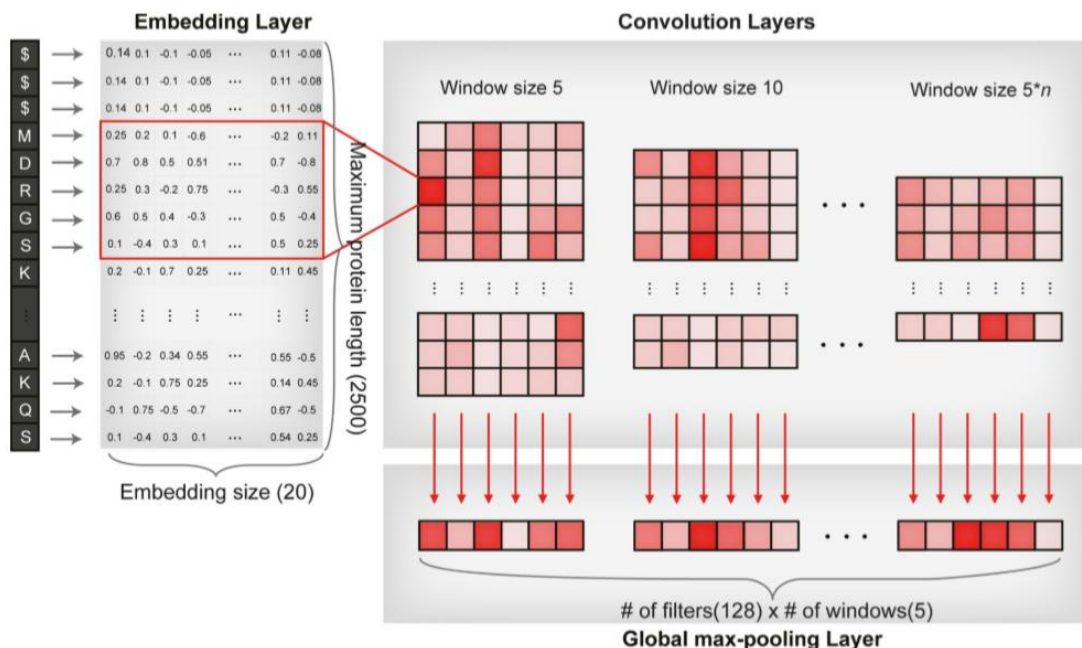 Embedding Layer
Convolution Layers
$ 0.14 0.1 -0.1 -0.05 ... 0.11 -0.08
$ 0.14 0.1 -0.1 -0.05 ... 0.11 -0.08
$ 0.14 0.1 -0.1 -0.05 ... 0.11 -0.08
M 0.25 0.2 0.1 -0.6 ... -0.2 0.11
D 0.7 0.8 0.5 0.51 ... 0.7 -0.8
R 0.25 0.3 -0.2 0.75 ... -0.3 0.55
G 0.6 0.5 0.4 -0.3 ... 0.5 -0.4
S 0.1 -0.4 0.3 0.1 ... 0.5 0.25
K 0.2 -0.1 0.7 0.25 ... 0.11 0.45
A 0.95 -0.2 0.34 0.55 ... 0.55 -0.5
K 0.2 -0.1 0.75 0.25 ... 0.14 0.45
Q -0.1 0.75 -0.5 -0.7 ... 0.67 -0.5
S 0.1 -0.4 0.3 0.1 ... 0.54 0.25
Maximum protein length (2500)
Embedding size (20)
Window size 5
Window size 10
Window size 5*n
# of filters(128) x # of windows(5)
Global max-pooling Layer